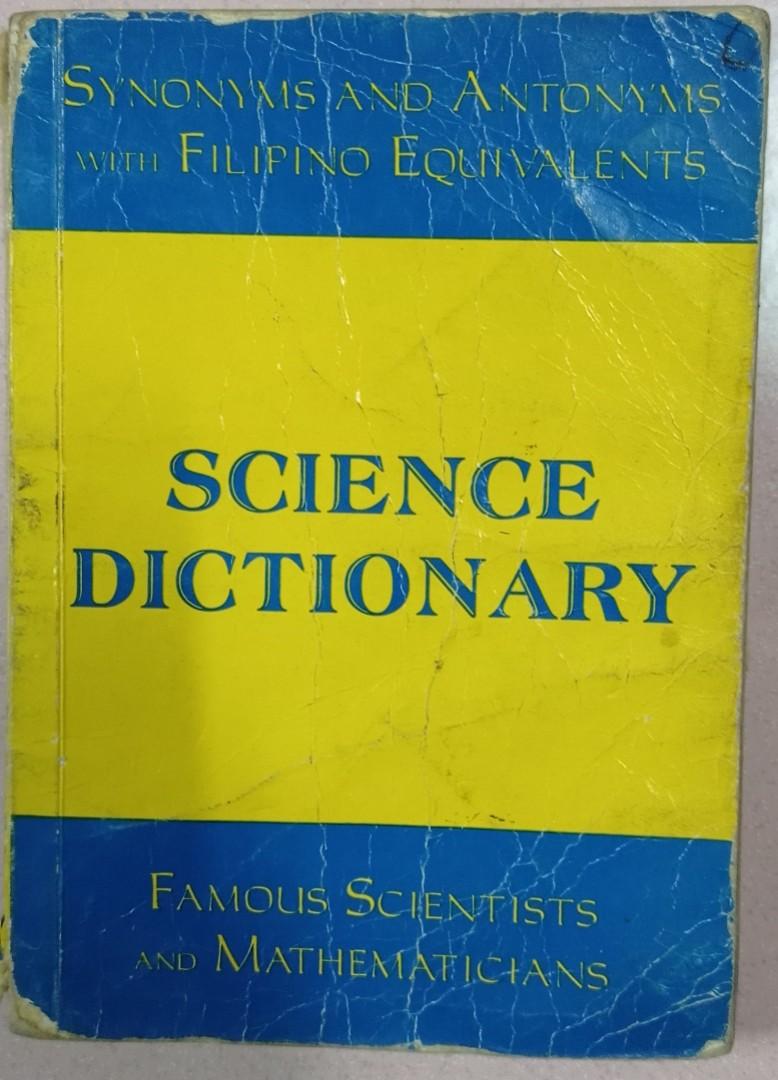 SYNONYMS AND ANTONYMS
WITH FILIPINO EQUIVALENTS
SCIENCE
DICTIONARY
FAMOUS SCIENTISTS
AND MATHEMATICIANS